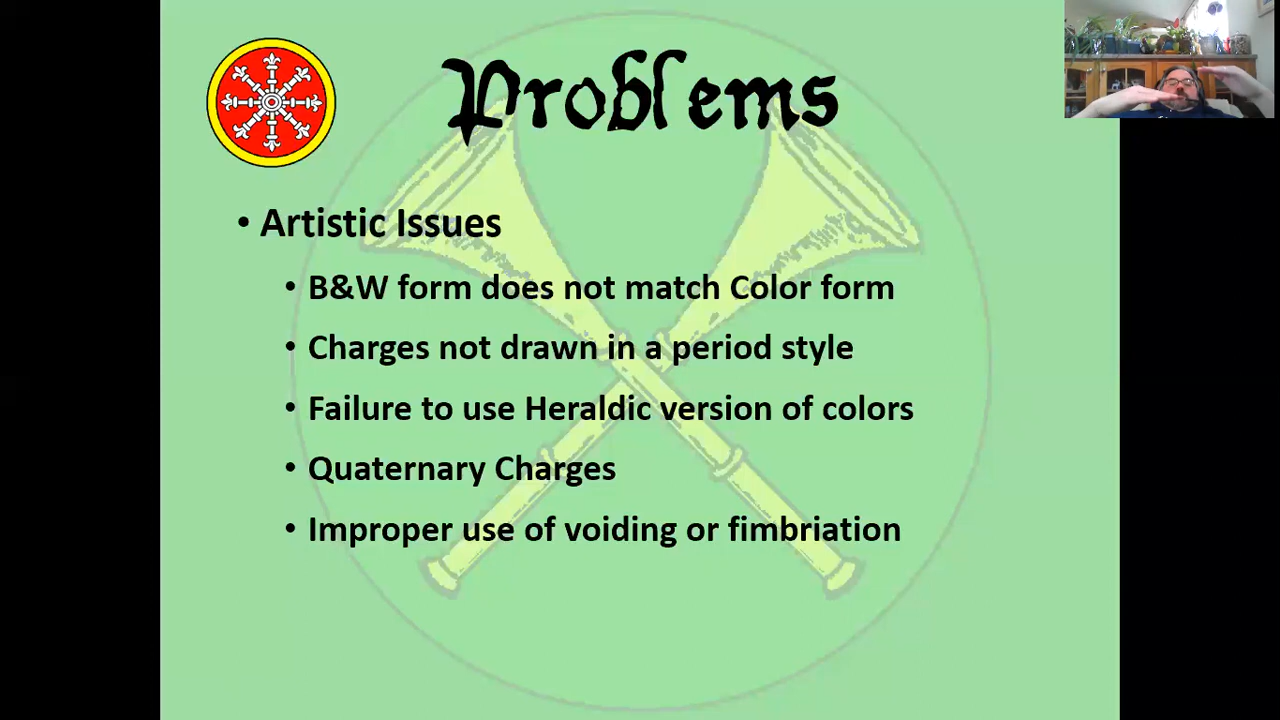 Problems
• Artistic Issues
• B&W form does not match Color form
• Charges not drawn in a period style
• Failure to use Heraldic version of colors
• Quaternary Charges
• Improper use of voiding or fimbriation